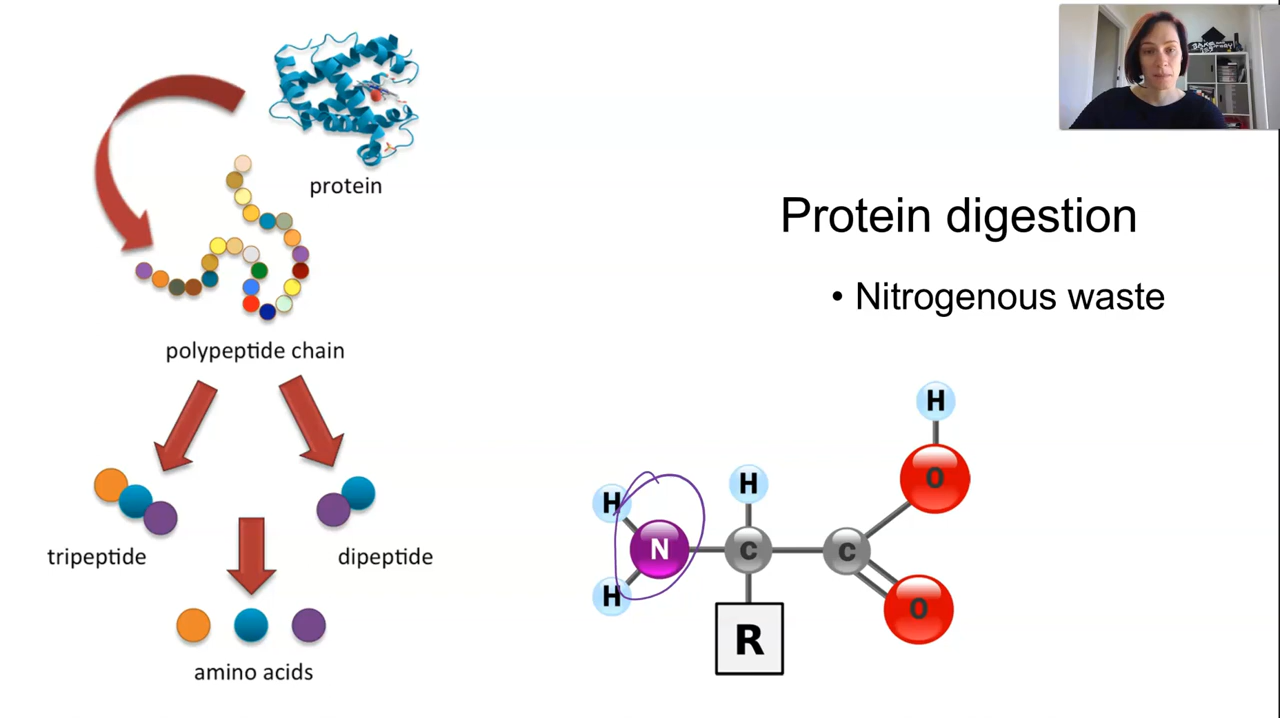 protein
polypeptide chain
tripeptide
dipeptide
amino acids
Protein digestion
• Nitrogenous waste
H
O
H
H
N
C
C
H
O
R